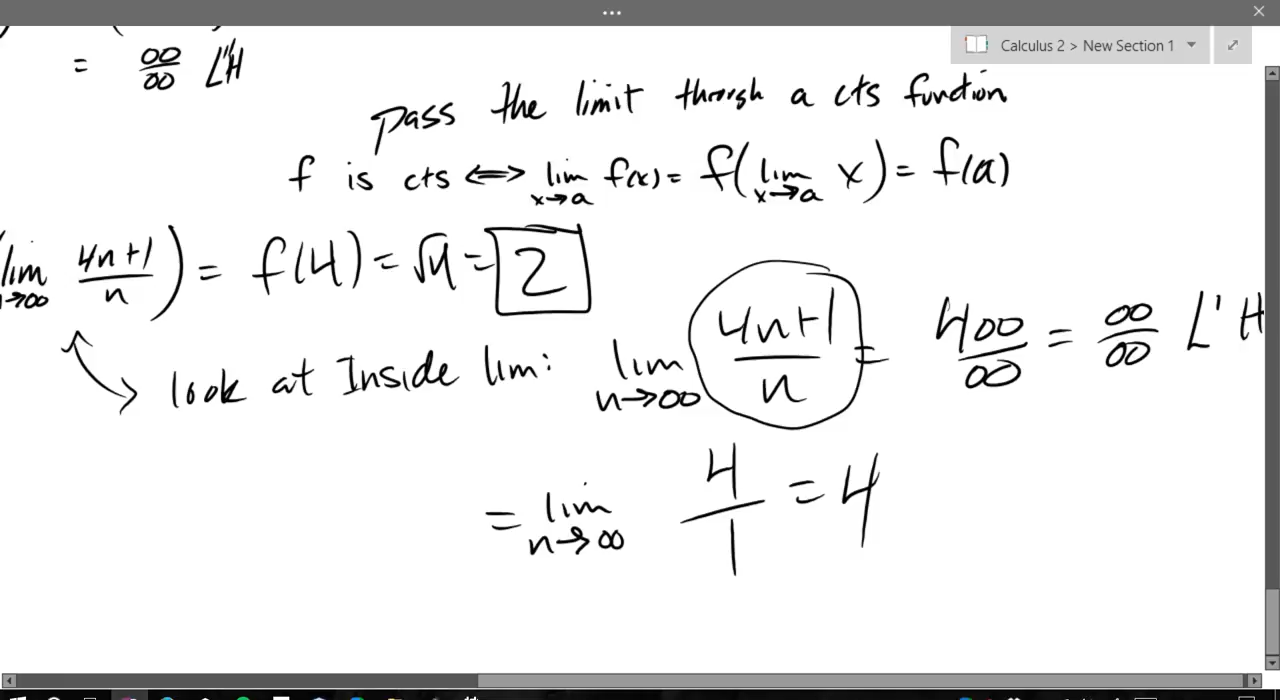 Calculus 2 > New Section 1
= ∞/∞ L'H
pass the limit through a cts function
f is cts ⟺ lim x→a f(x) = f(lim x→a x) = f(a)
(lim n→∞ (4n+1)/n) = f(4) = √4 = 2
look at Inside lim: lim n→∞ (4n+1)/n = 4∞/∞ = ∞/∞ L'H
= lim n→∞ 4/1 = 4